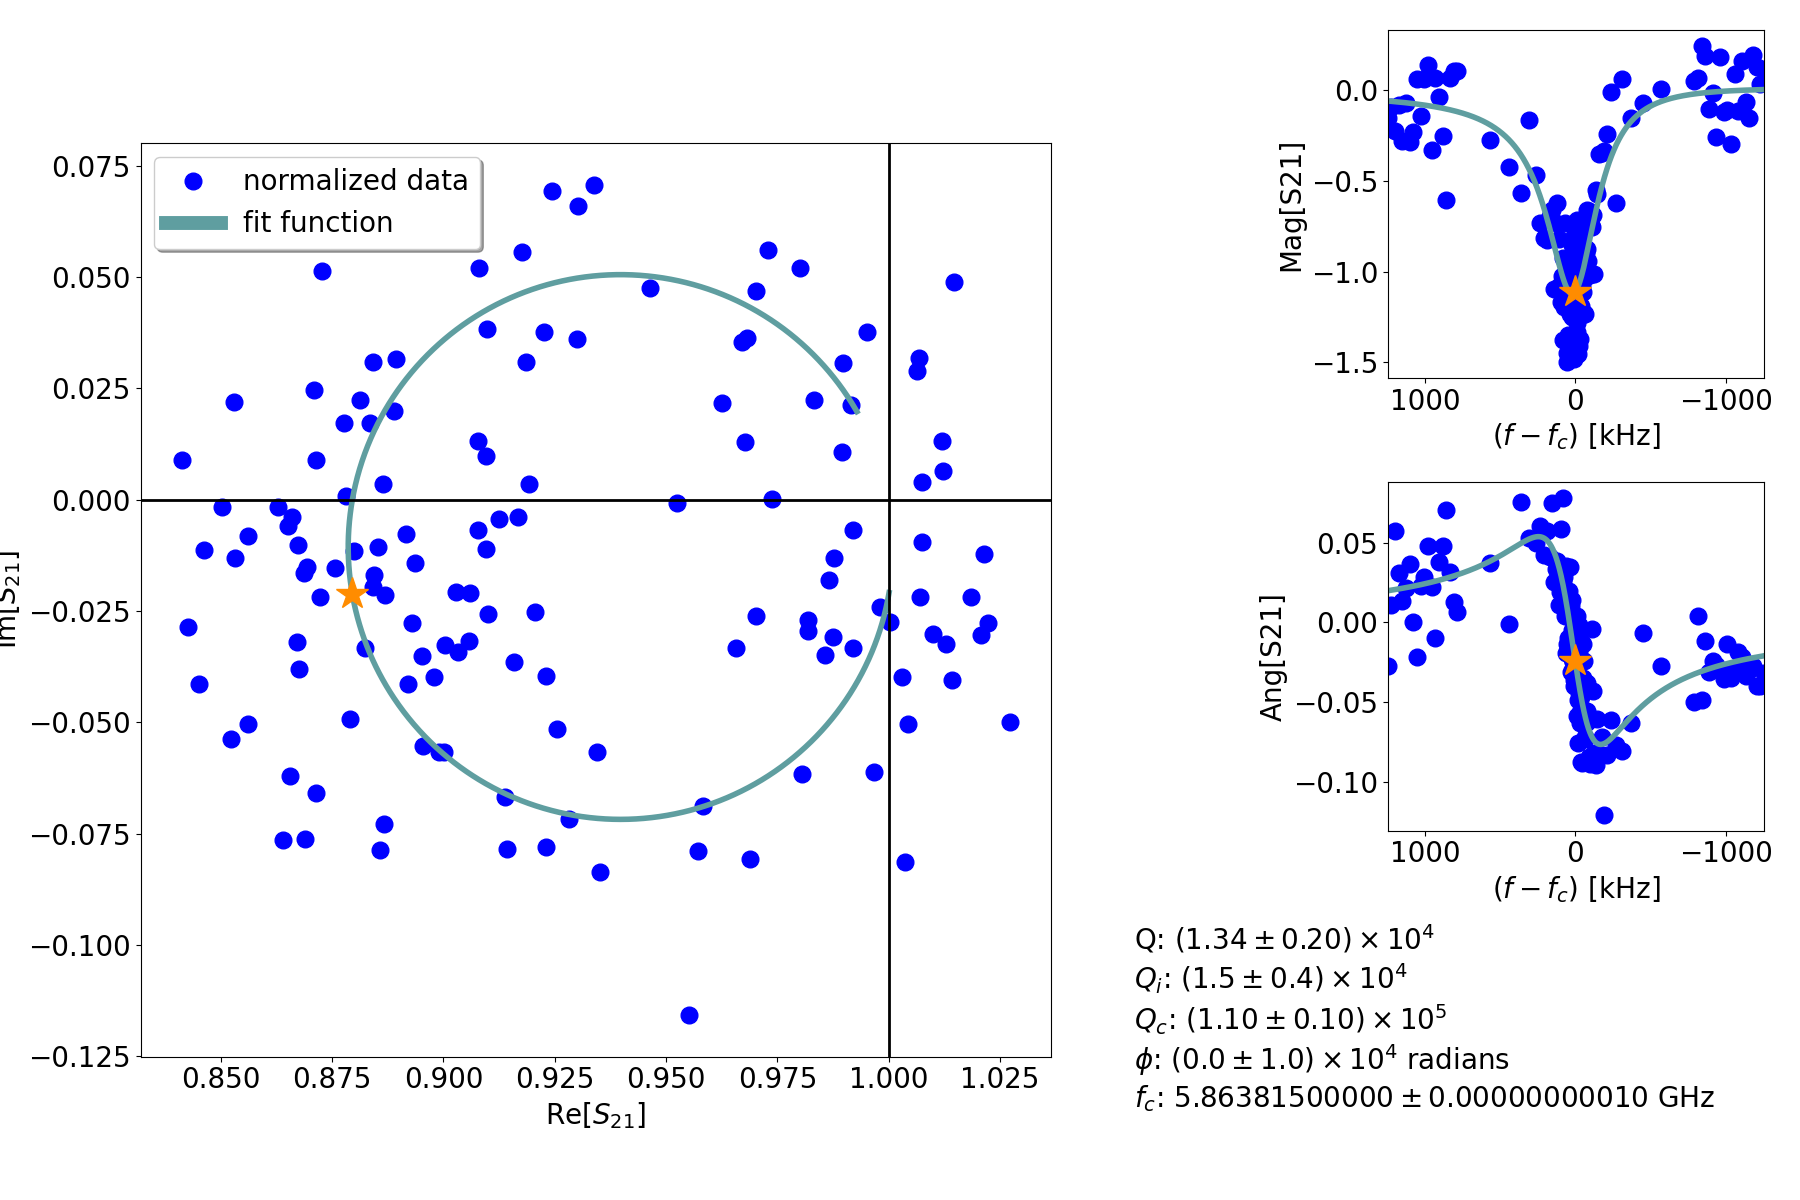 normalized data
fit function
0.075
0.050
0.025
0.000
−0.025
−0.050
−0.075
−0.100
−0.125
Im[S21]
0.850 0.875 0.900 0.925 0.950 0.975 1.000 1.025
Re[S21]
0.0
−0.5
−1.0
−1.5
Mag[S21]
1000 0 −1000
(f − fc) [kHz]
0.05
0.00
−0.05
−0.10
Ang[S21]
1000 0 −1000
(f − fc) [kHz]
Q: (1.34 ± 0.20) × 10^4
Qi: (1.5 ± 0.4) × 10^4
Qc: (1.10 ± 0.10) × 10^5
ϕ: (0.0 ± 1.0) × 10^4 radians
fc: 5.86381500000 ± 0.00000000010 GHz